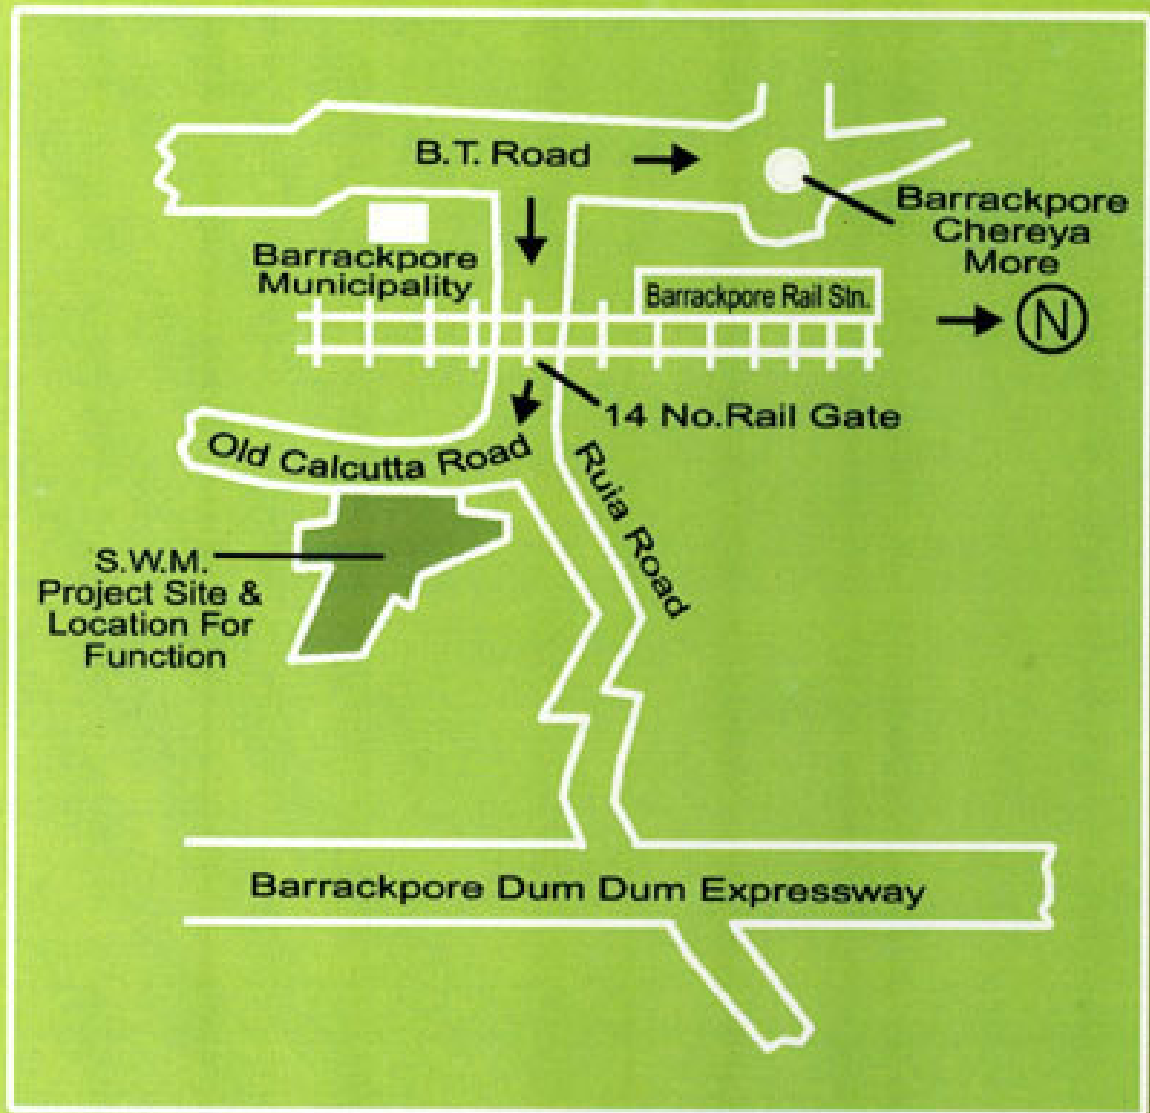 B.T. Road
Barrackpore
Chereya
More
Barrackpore
Municipality
Barrackpore Rail Stn.
N
14 No.Rail Gate
Old Calcutta Road
Ruia Road
S.W.M.
Project Site &
Location For
Function
Barrackpore Dum Dum Expressway